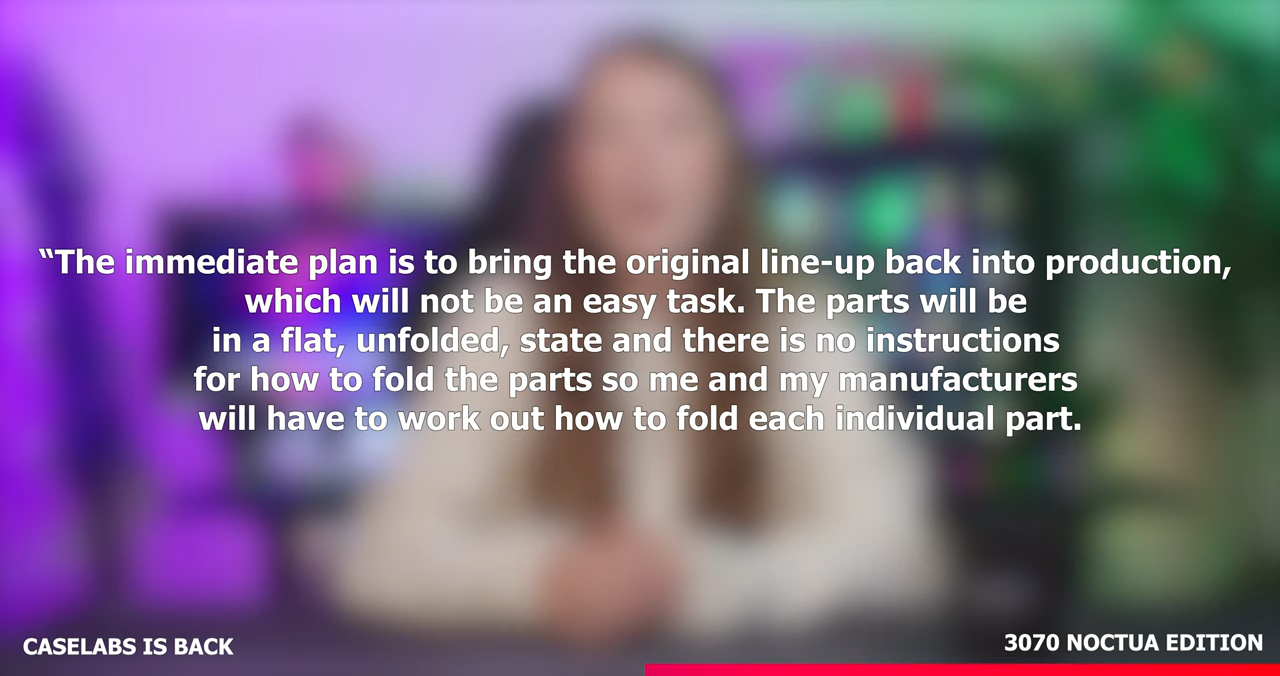 “The immediate plan is to bring the original line-up back into production,
which will not be an easy task. The parts will be
in a flat, unfolded, state and there is no instructions
for how to fold the parts so me and my manufacturers
will have to work out how to fold each individual part.
CASELABS IS BACK
3070 NOCTUA EDITION